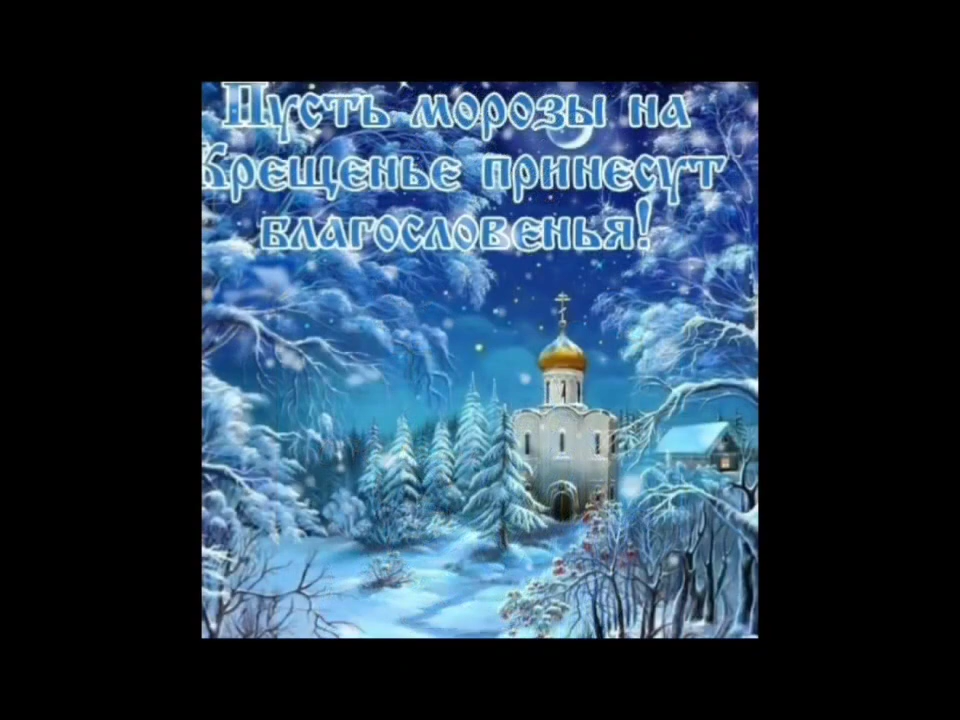 Пусть морозы на
Крещенье принесут
благословенья!